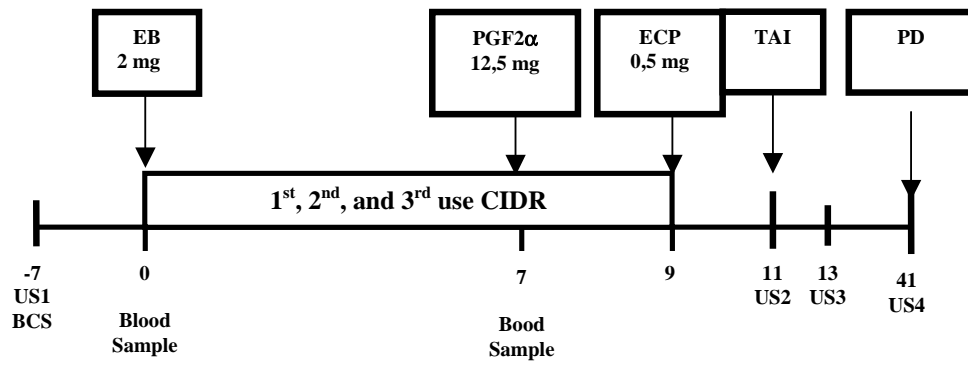 EB
2 mg
PGF2α
12,5 mg
ECP
0,5 mg
TAI
PD
1st, 2nd, and 3rd use CIDR
-7
US1
BCS
0
Blood
Sample
7
Bood
Sample
9
11
US2
13
US3
41
US4